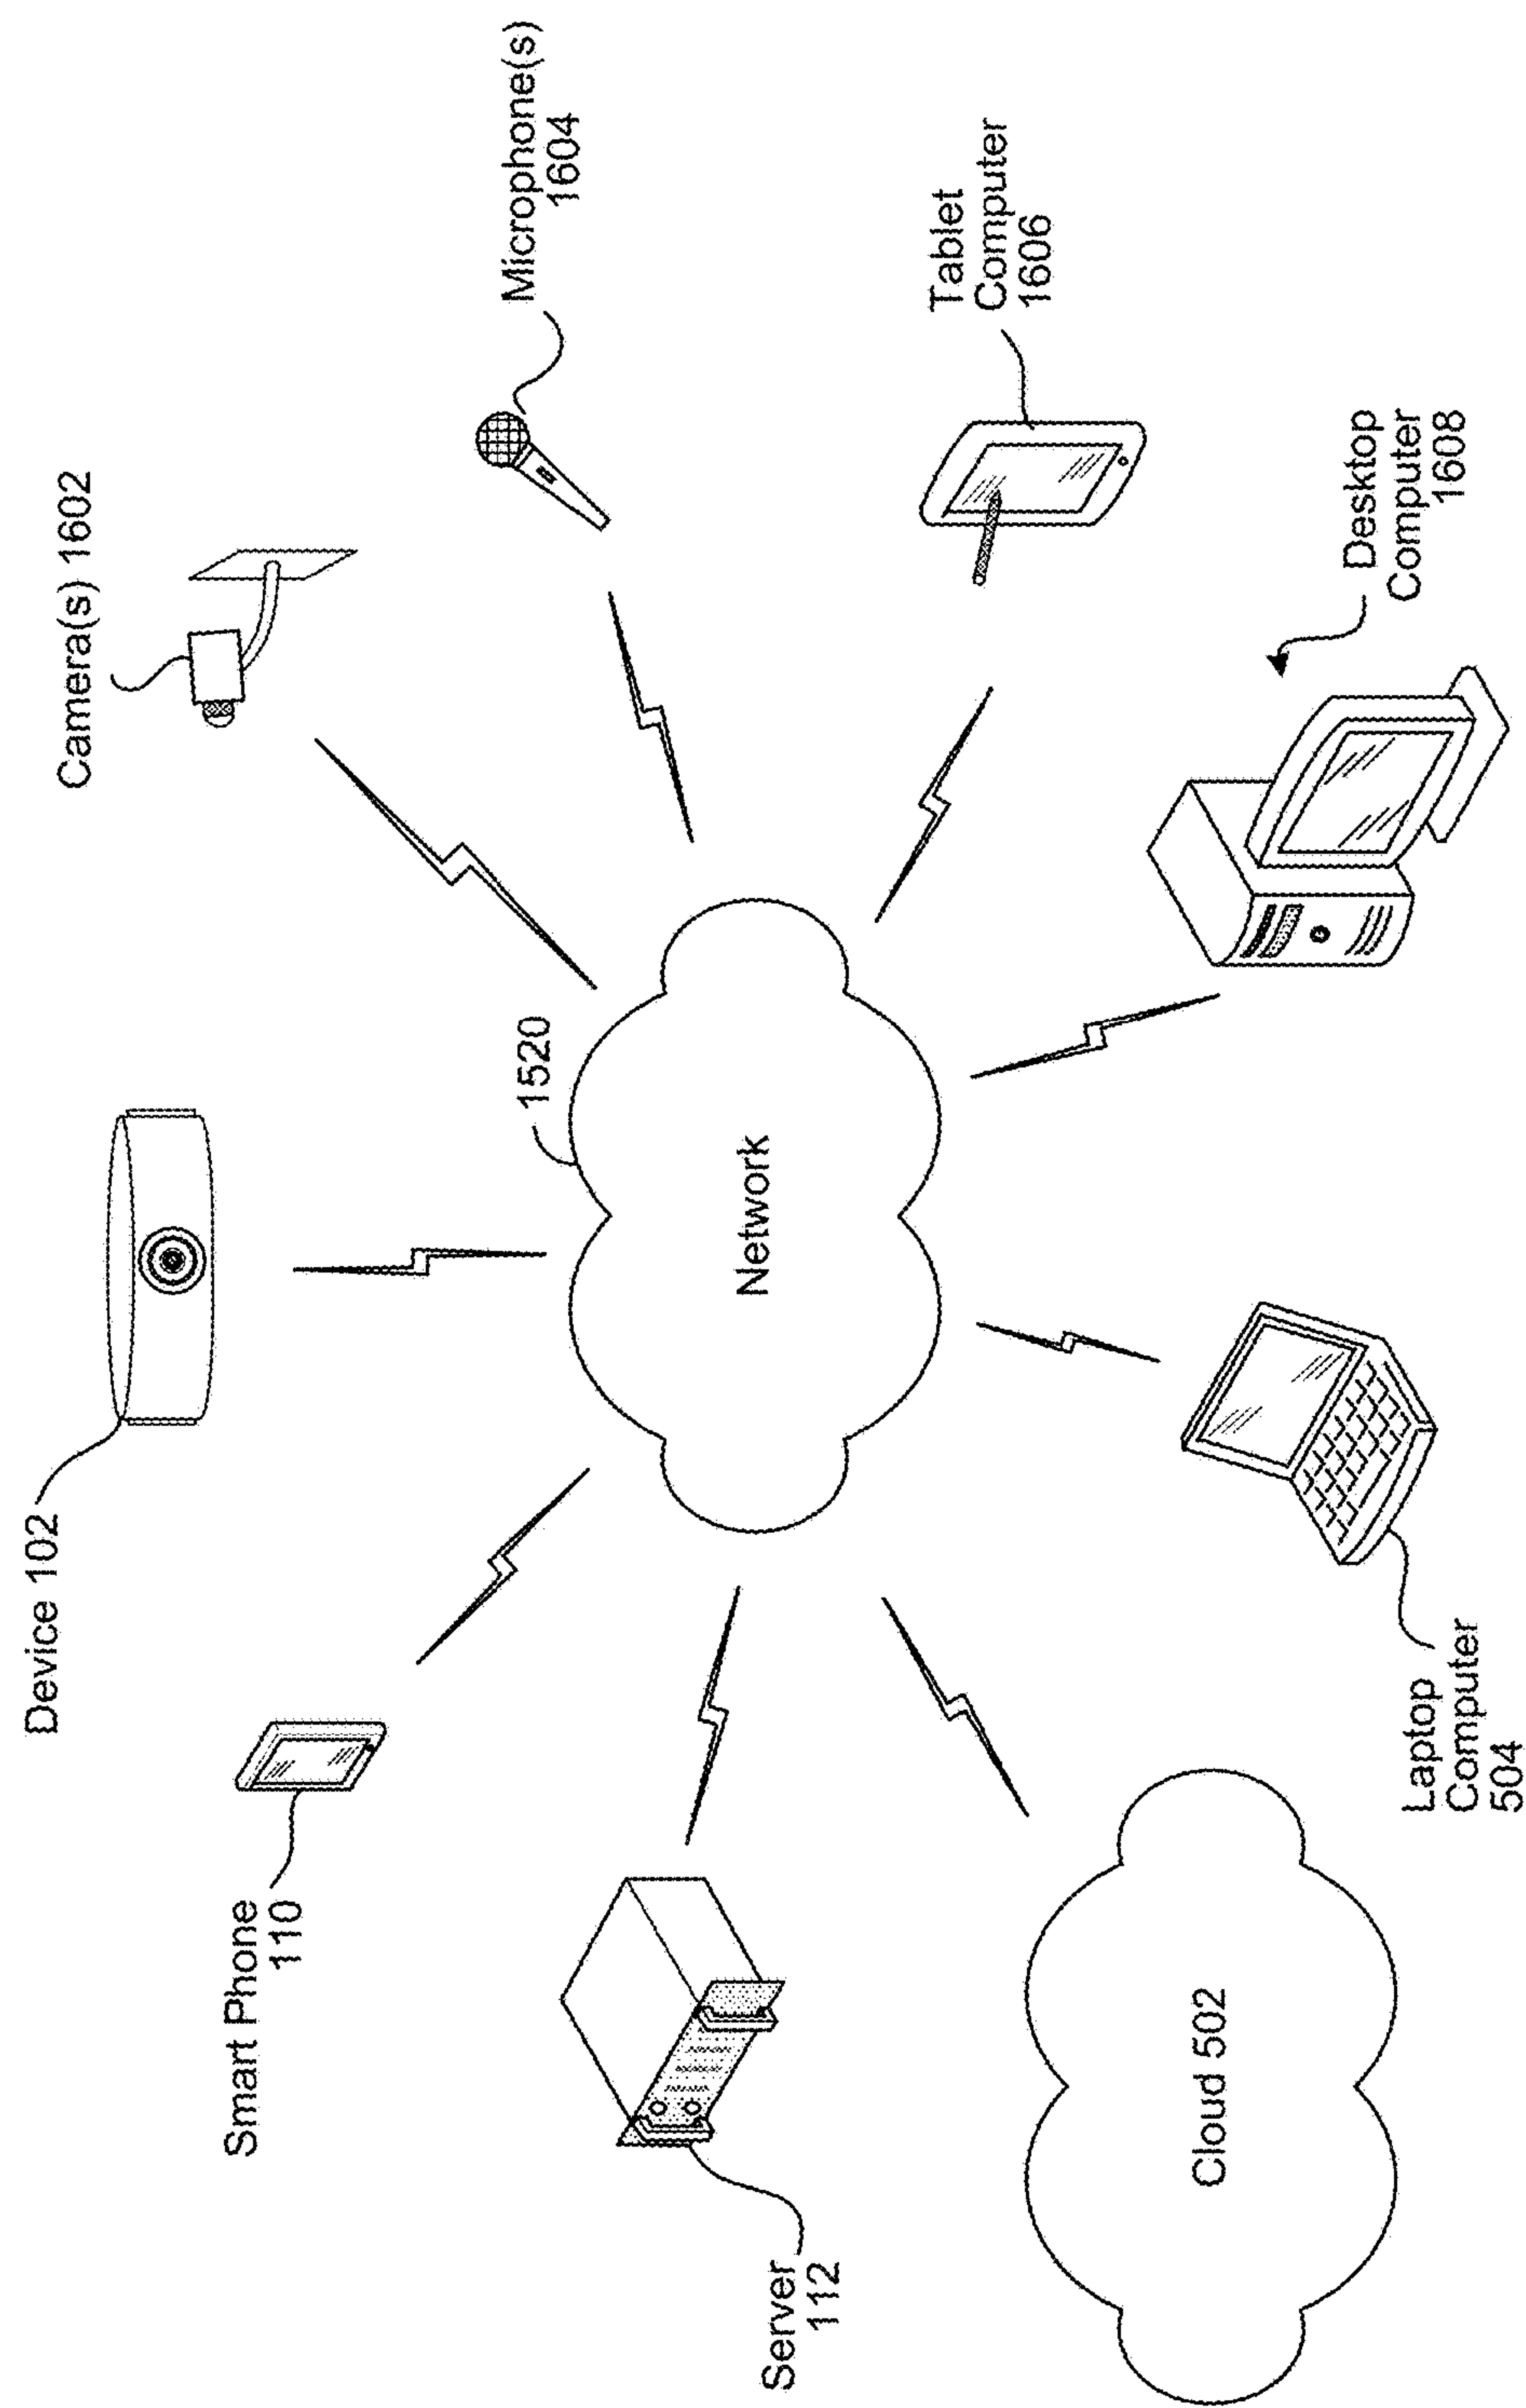 Device 102
Camera(s) 1602
Smart Phone
110
Microphone(s)
1604
1520
Server
112
Network
Tablet
Computer
1606
Cloud 502
Laptop
Computer
504
Desktop
Computer
1608